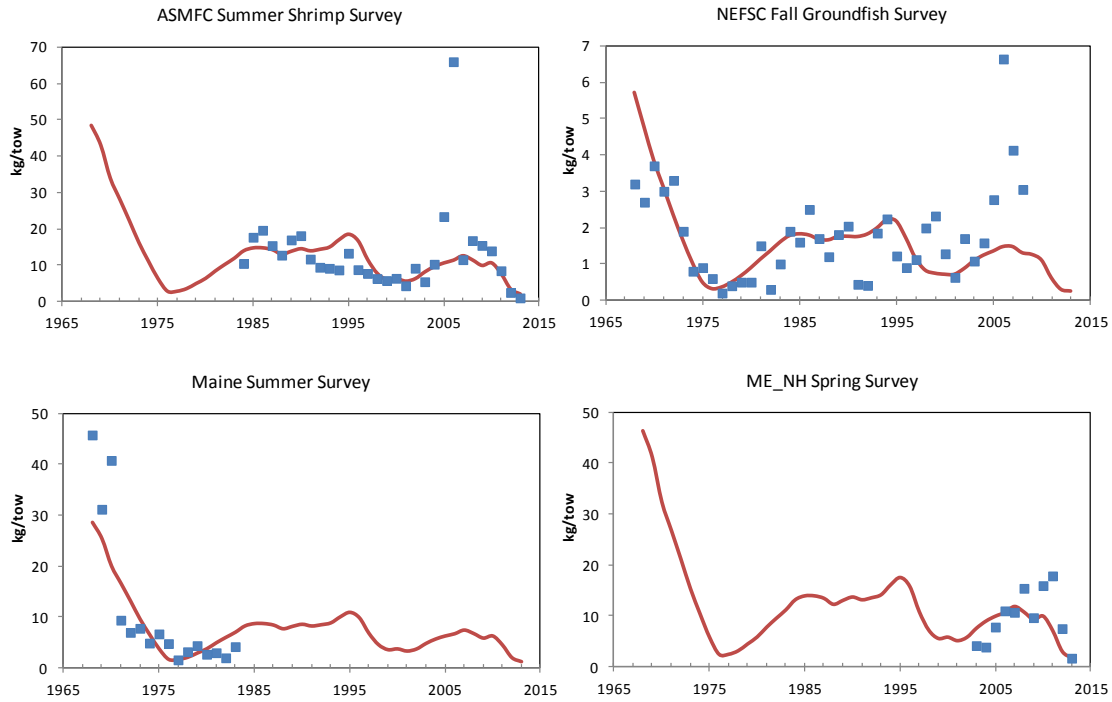 ASMFC Summer Shrimp Survey
kg/tow
70
60
50
40
30
20
10
0
1965 1975 1985 1995 2005 2015
NEFSC Fall Groundfish Survey
kg/tow
7
6
5
4
3
2
1
0
1965 1975 1985 1995 2005 2015
Maine Summer Survey
kg/tow
50
40
30
20
10
0
1965 1975 1985 1995 2005 2015
ME_NH Spring Survey
kg/tow
50
40
30
20
10
0
1965 1975 1985 1995 2005 2015